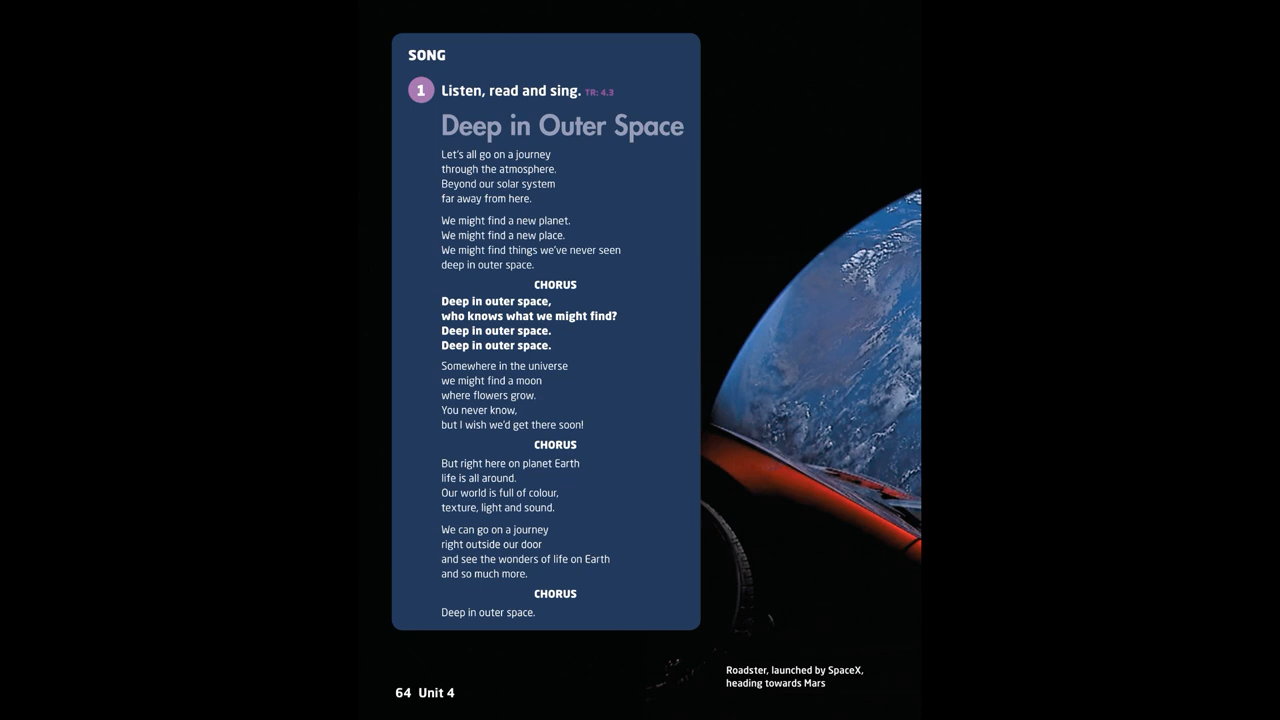 SONG
1 Listen, read and sing. TR: 4.3
Deep in Outer Space
Let's all go on a journey
through the atmosphere.
Beyond our solar system
far away from here.
We might find a new planet.
We might find a new place.
We might find things we've never seen
deep in outer space.
CHORUS
Deep in outer space,
who knows what we might find?
Deep in outer space.
Deep in outer space.
Somewhere in the universe
we might find a moon
where flowers grow.
You never know,
but I wish we'd get there soon!
CHORUS
But right here on planet Earth
life is all around.
Our world is full of colour,
texture, light and sound.
We can go on a journey
right outside our door
and see the wonders of life on Earth
and so much more.
CHORUS
Deep in outer space.
Roadster, launched by SpaceX,
heading towards Mars
64 Unit 4